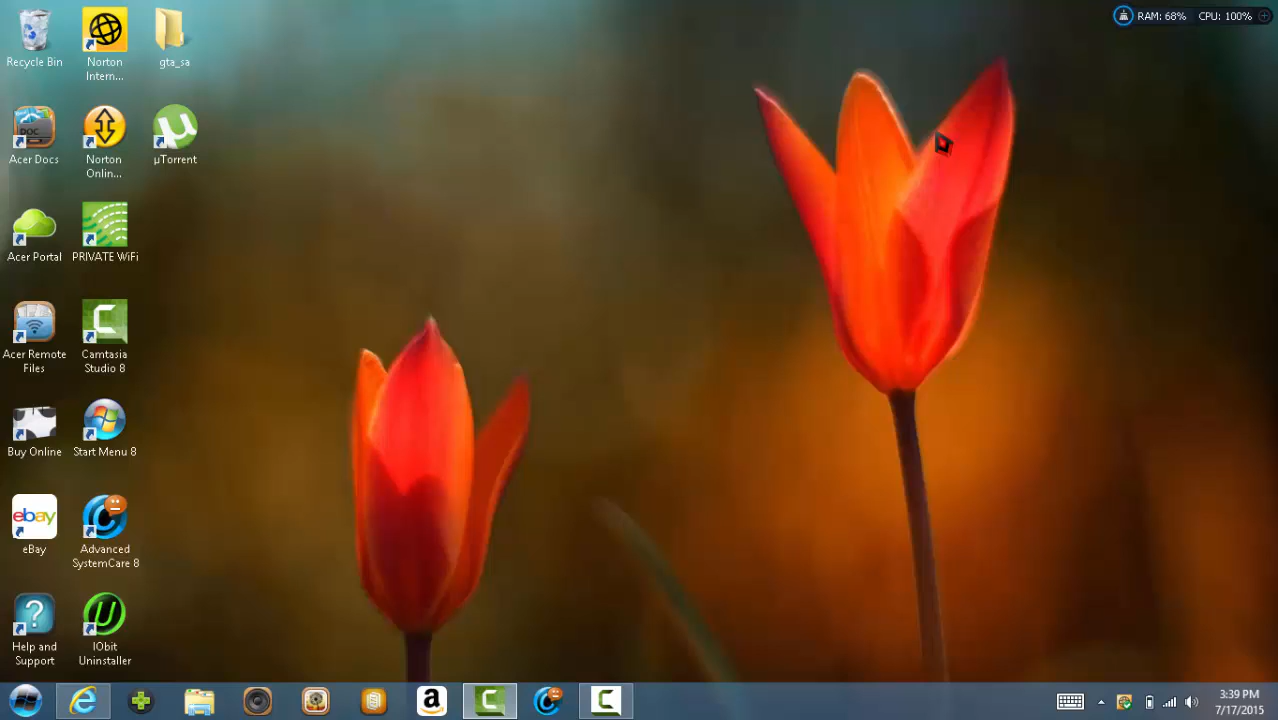 RAM: 68% CPU: 100%
Recycle Bin
Norton
Intern...
gta_sa
DOC
Acer Docs
Norton
Onlin...
µ
µTorrent
Acer Portal
PRIVATE WiFi
Acer Remote
Files
C
Camtasia
Studio 8
Buy Online
Start Menu 8
ebay
eBay
C
Advanced
SystemCare 8
?
Help and
Support
U
IObit
Uninstaller
e
a
C
C
C
3:39 PM
7/17/2015